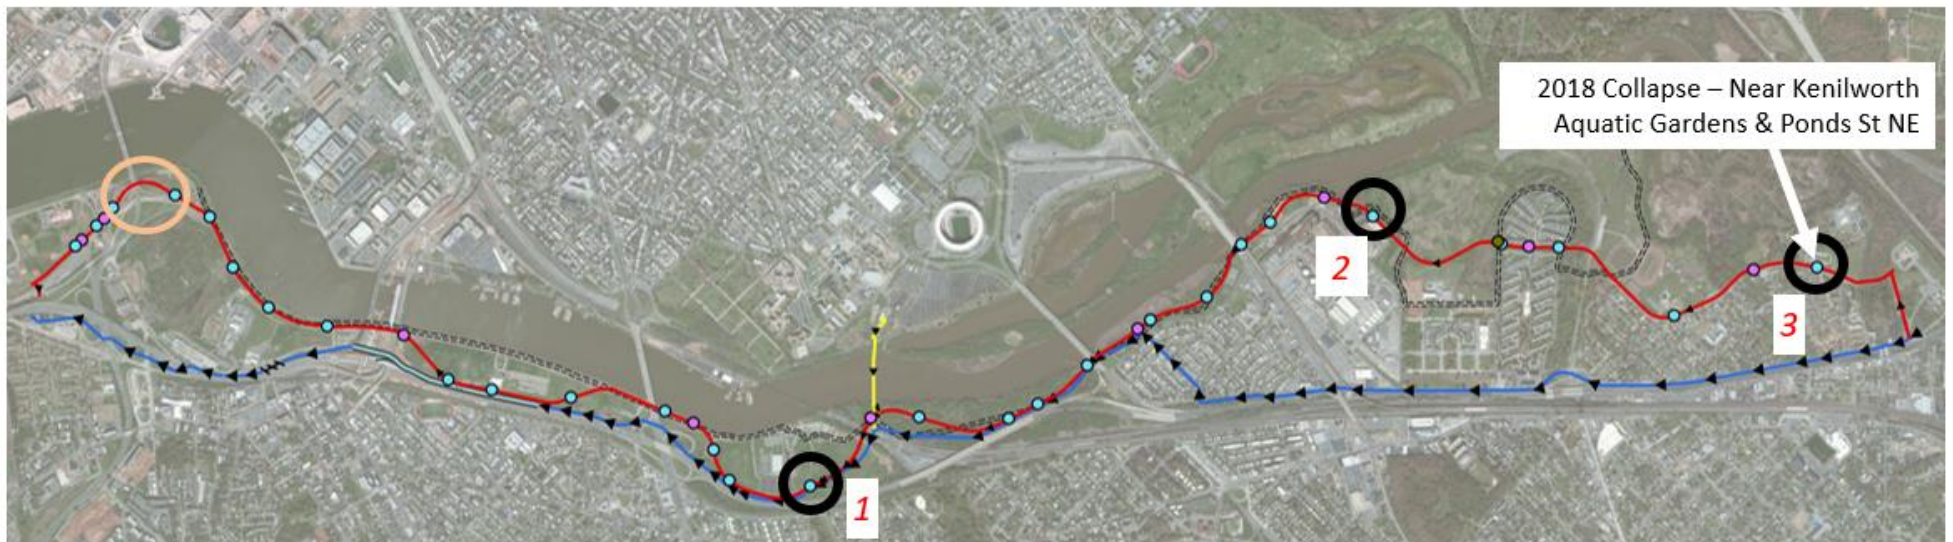 2018 Collapse – Near Kenilworth
Aquatic Gardens & Ponds St NE
2
3
1